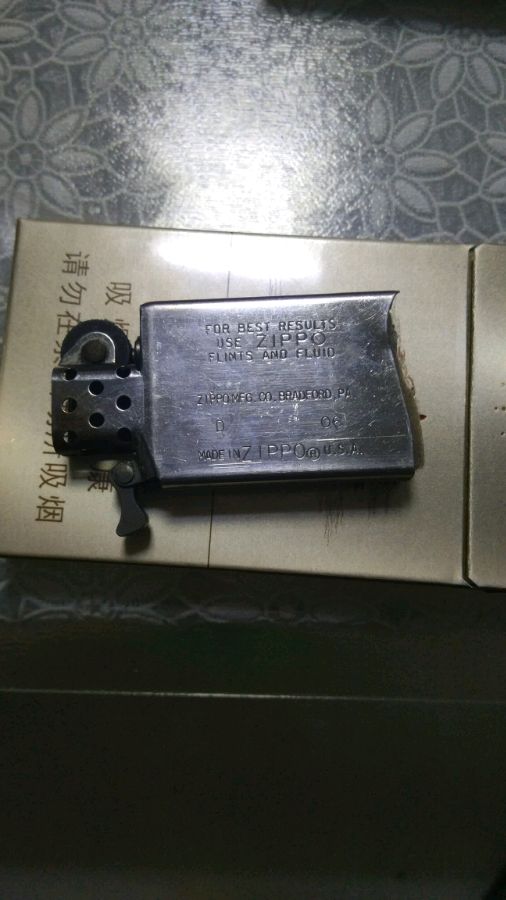 FOR BEST RESULTS
USE ZIPPO
FLINTS AND FLUID
ZIPPO MFG. CO. BRADFORD, PA.
D 06
MADE IN ZIPPO® U.S.A.
吸
请勿在
康
吸烟